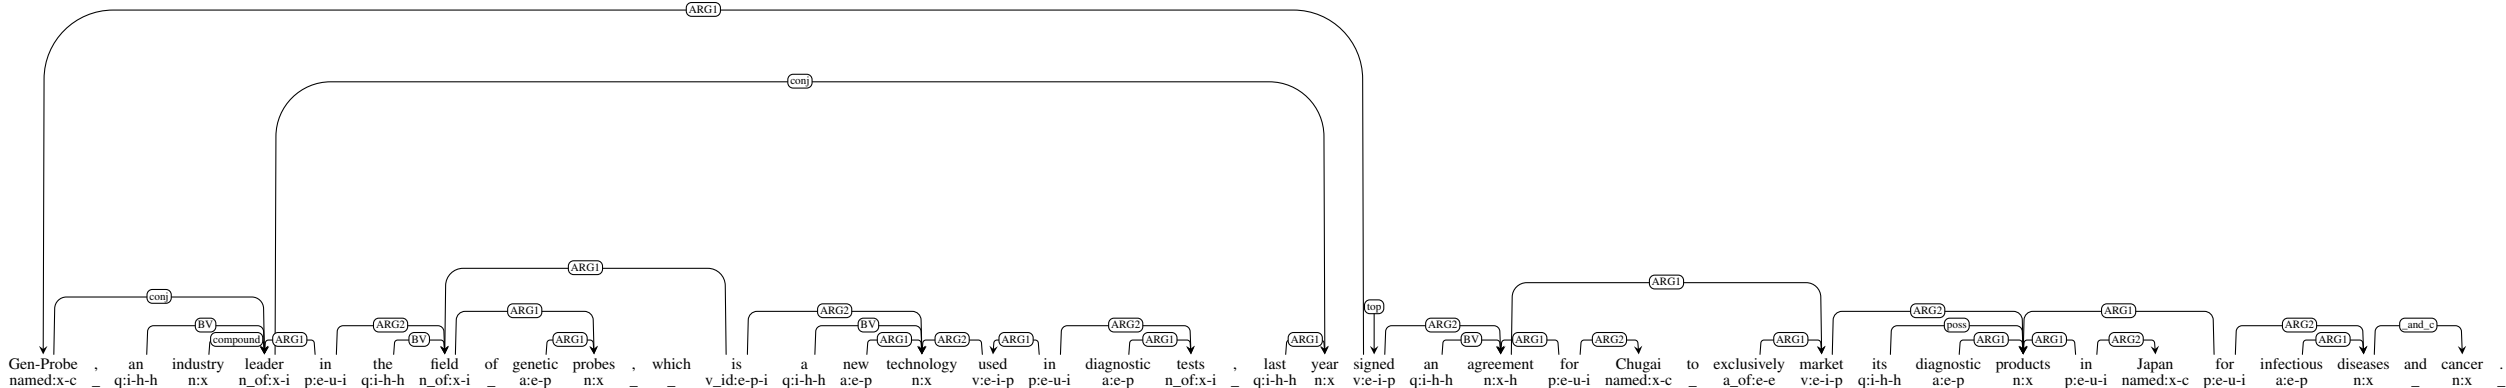 ARG1
conj
ARG1
ARG1
conj
top
ARG1
ARG2
ARG2
ARG1
BV
ARG2
BV
ARG2
poss
ARG2
ARG2
ARG2
_and_c
compound
ARG1
BV
ARG1
ARG1
ARG2
ARG1
ARG1
ARG1
BV
ARG1
ARG2
ARG1
ARG1
ARG1
ARG2
ARG1
Gen-Probe , an industry leader in the field of genetic probes , which is a new technology used in diagnostic tests , last year signed an agreement for Chugai to exclusively market its diagnostic products in Japan for infectious diseases and cancer .
named:x-c _ q:i-h-h n:x n_of:x-i p:e-u-i q:i-h-h n_of:x-i _ a:e-p n:x _ _ v_id:e-p-i q:i-h-h a:e-p n:x v:e-i-p p:e-u-i a:e-p n_of:x-i _ q:i-h-h n:x v:e-i-p q:i-h-h n:x-h p:e-u-i named:x-c _ a_of:e-e v:e-i-p q:i-h-h a:e-p n:x p:e-u-i named:x-c p:e-u-i a:e-p n:x _ n:x _